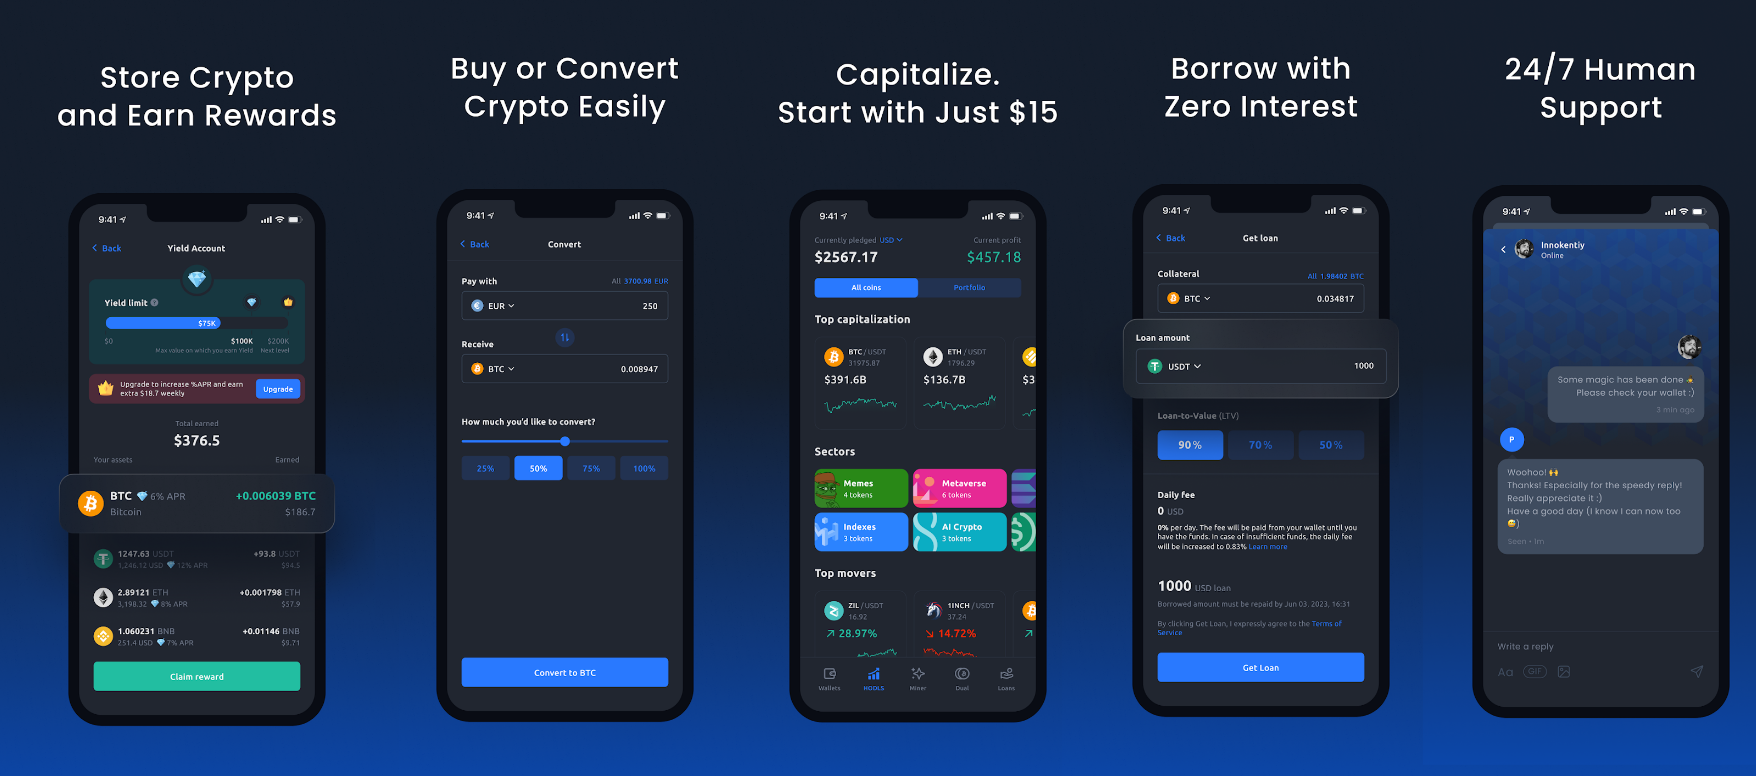 Store Crypto
and Earn Rewards
9:41
Back
Yield Account
Yield limit ?
$75K
$0 $100K $200K
Max value on which you earn Yield Next level
Upgrade to increase %APR and earn
extra $18.7 weekly
Upgrade
Total earned
$376.5
Your assets Earned
BTC 💎 6% APR +0.006039 BTC
Bitcoin $186.7
1247.63 USDT +93.8 USDT
1,246.12 USD 💎 12% APR $94.5
2.89121 ETH +0.001798 ETH
3,198.32 💎 8% APR $57.9
1.060231 BNB +0.01146 BNB
251.4 USD 💎 7% APR $9.71
Claim reward
Buy or Convert
Crypto Easily
9:41
Back
Convert
Pay with All 3700.98 EUR
EUR 250
Receive
BTC 0.008947
How much you'd like to convert?
25% 50% 75% 100%
Convert to BTC
Capitalize.
Start with Just $15
9:41
Currently pledged USD Current profit
$2567.17 $457.18
All coins Portfolio
Top capitalization
BTC / USDT ETH / USDT
31975.87 1796.29
$391.6B $136.7B $3
Sectors
Memes Metaverse
4 tokens 6 tokens
Indexes AI Crypto
3 tokens 3 tokens
Top movers
ZIL / USDT 1INCH / USDT
16.92 37.24
↗ 28.97% ↘ 14.72% ↗
Wallets HODLS Miner Dual Loans
Borrow with
Zero Interest
9:41
Back
Get loan
Collateral All 1.98402 BTC
BTC 0.034817
Loan amount
USDT 1000
Loan-to-Value (LTV)
90% 70% 50%
Daily fee
0 USD
0% per day. The fee will be paid from your wallet until you
have the funds. In case of insufficient funds, the daily fee
will be increased to 0.83% Learn more
1000 USD loan
Borrowed amount must be repaid by Jun 03, 2023, 16:31
By clicking Get Loan, I expressly agree to the Terms of
Service
Get Loan
24/7 Human
Support
9:41
Innokentiy
Online
Some magic has been done
Please check your wallet :)
3 min ago
P
Woohoo! 🙌
Thanks! Especially for the speedy reply!
Really appreciate it :)
Have a good day (I know I can now too
😅)
Seen • 1m
Write a reply
Aa GIF